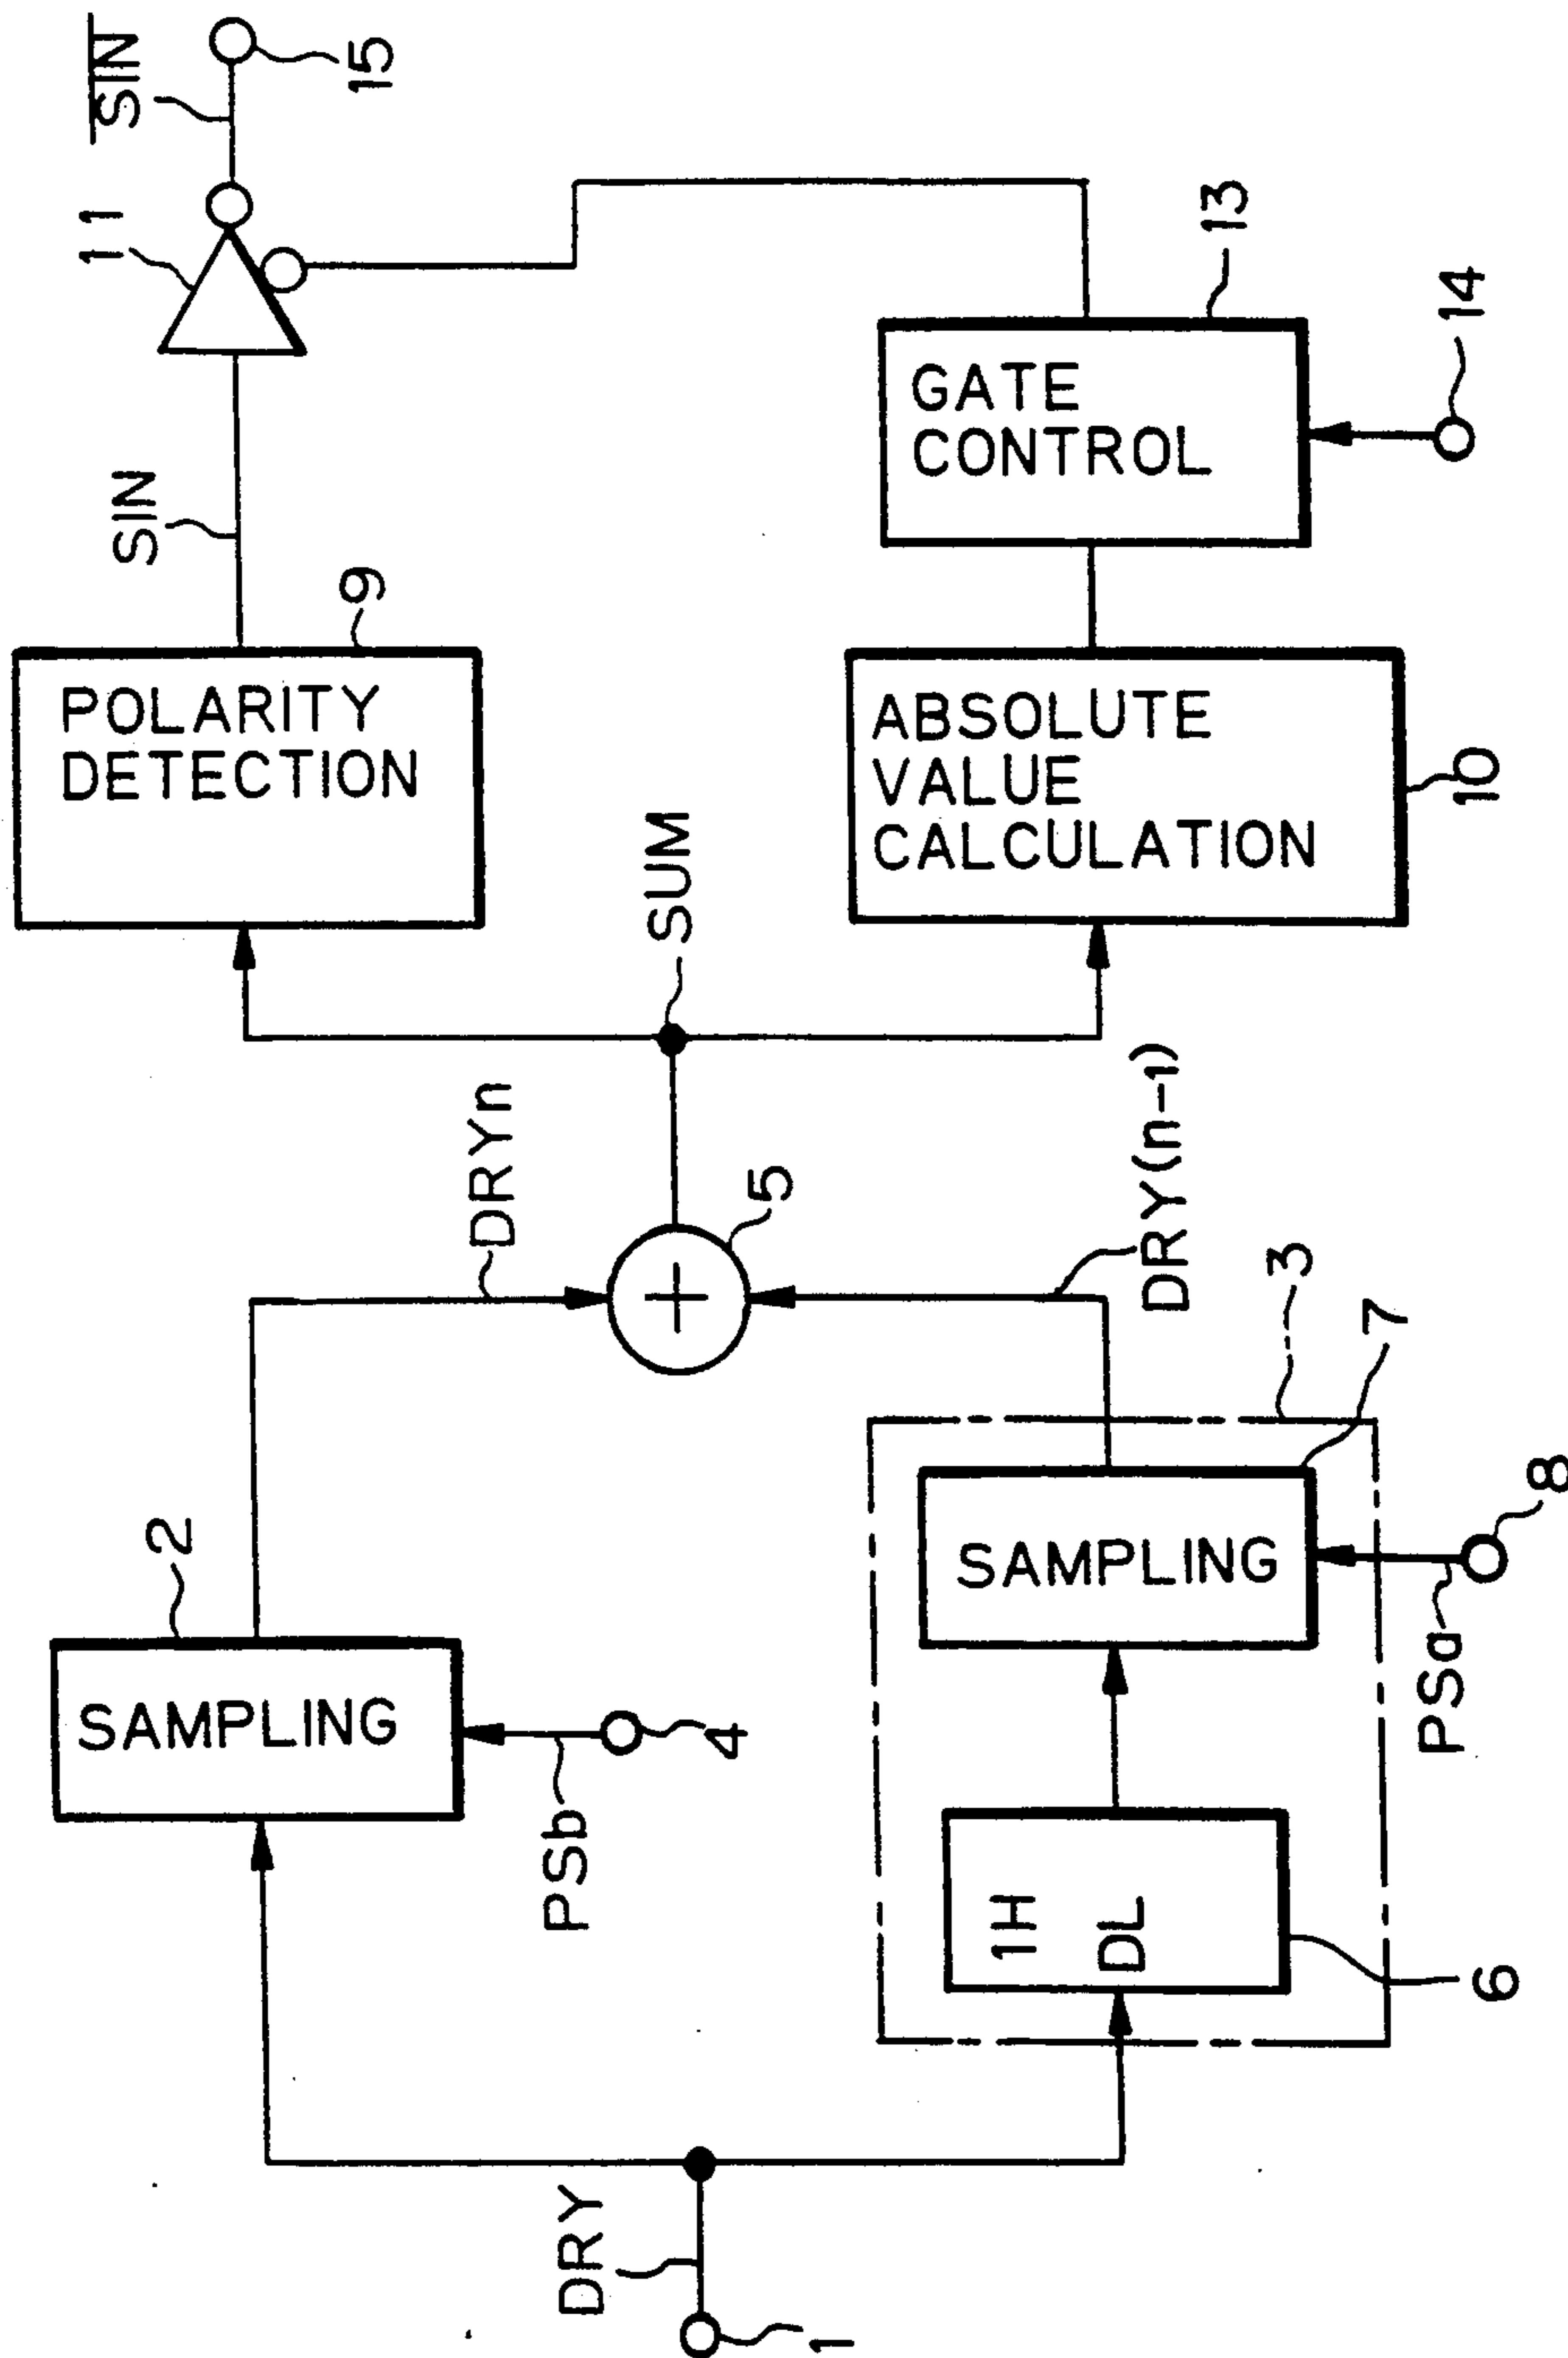 DRY
1
SAMPLING
2
PSb
4
1H
DL
6
SAMPLING
7
3
PSa
8
DRYn
5
DRY(n-1)
SUM
POLARITY
DETECTION
9
ABSOLUTE
VALUE
CALCULATION
10
SIN
11
GATE
CONTROL
13
14
SIN
15